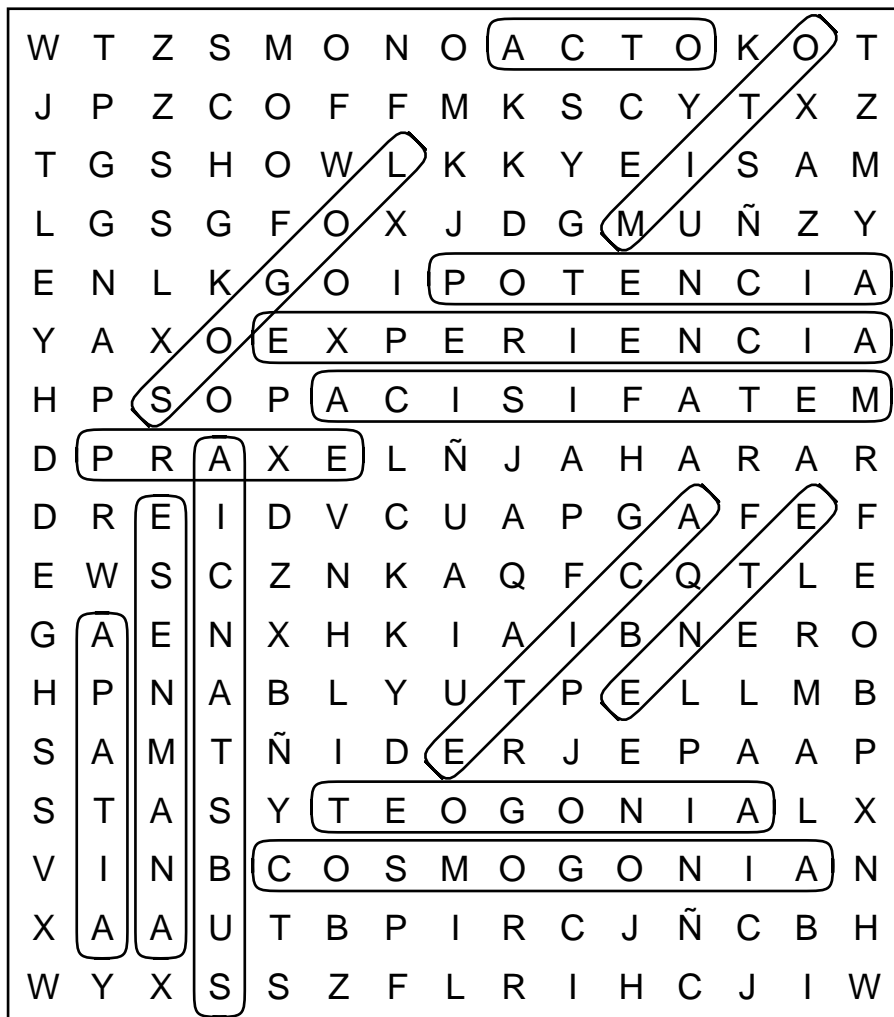 W T Z S M O N O A C T O K O T
J P Z C O F F M K S C Y T X Z
T G S H O W L K K Y E I S A M
L G S G F O X J D G M U Ñ Z Y
E N L K G O I P O T E N C I A
Y A X O E X P E R I E N C I A
H P S O P A C I S I F A T E M
D P R A X E L Ñ J A H A R A R
D R E I D V C U A P G A F E F
E W S C Z N K A Q F C Q T L E
G A E N X H K I A I B N E R O
H P N A B L Y U T P E L L M B
S A M T Ñ I D E R J E P A A P
S T A S Y T E O G O N I A L X
V I N B C O S M O G O N I A N
X A A U T B P I R C J Ñ C B H
W Y X S S Z F L R I H C J I W